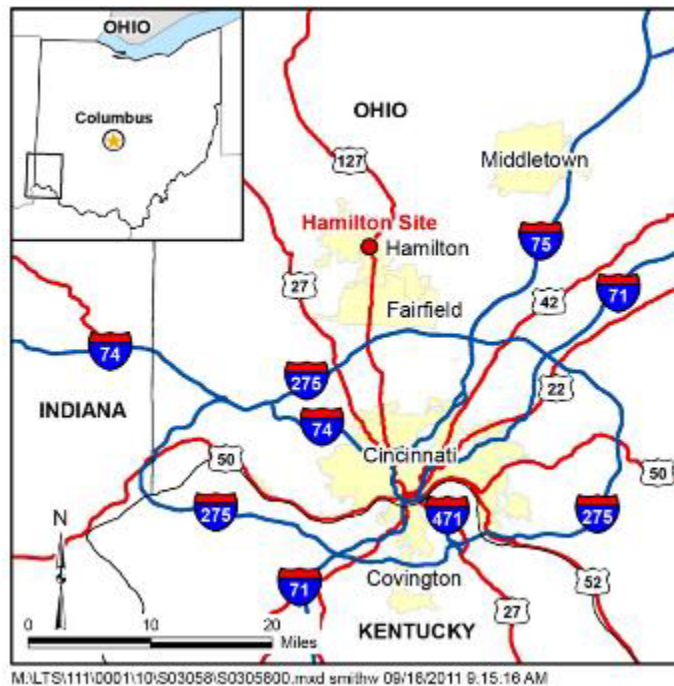 OHIO
Columbus
OHIO
Middletown
127
Hamilton Site
Hamilton
75
27
42
71
Fairfield
74
275
22
INDIANA
74
Cincinnati
50
50
275
471
275
N
Covington
71
52
27
0 10 20
Miles
KENTUCKY
M:\LTS\111\0001\10\S03058\S0305800.mxd smithw 09/16/2011 9:15:16 AM